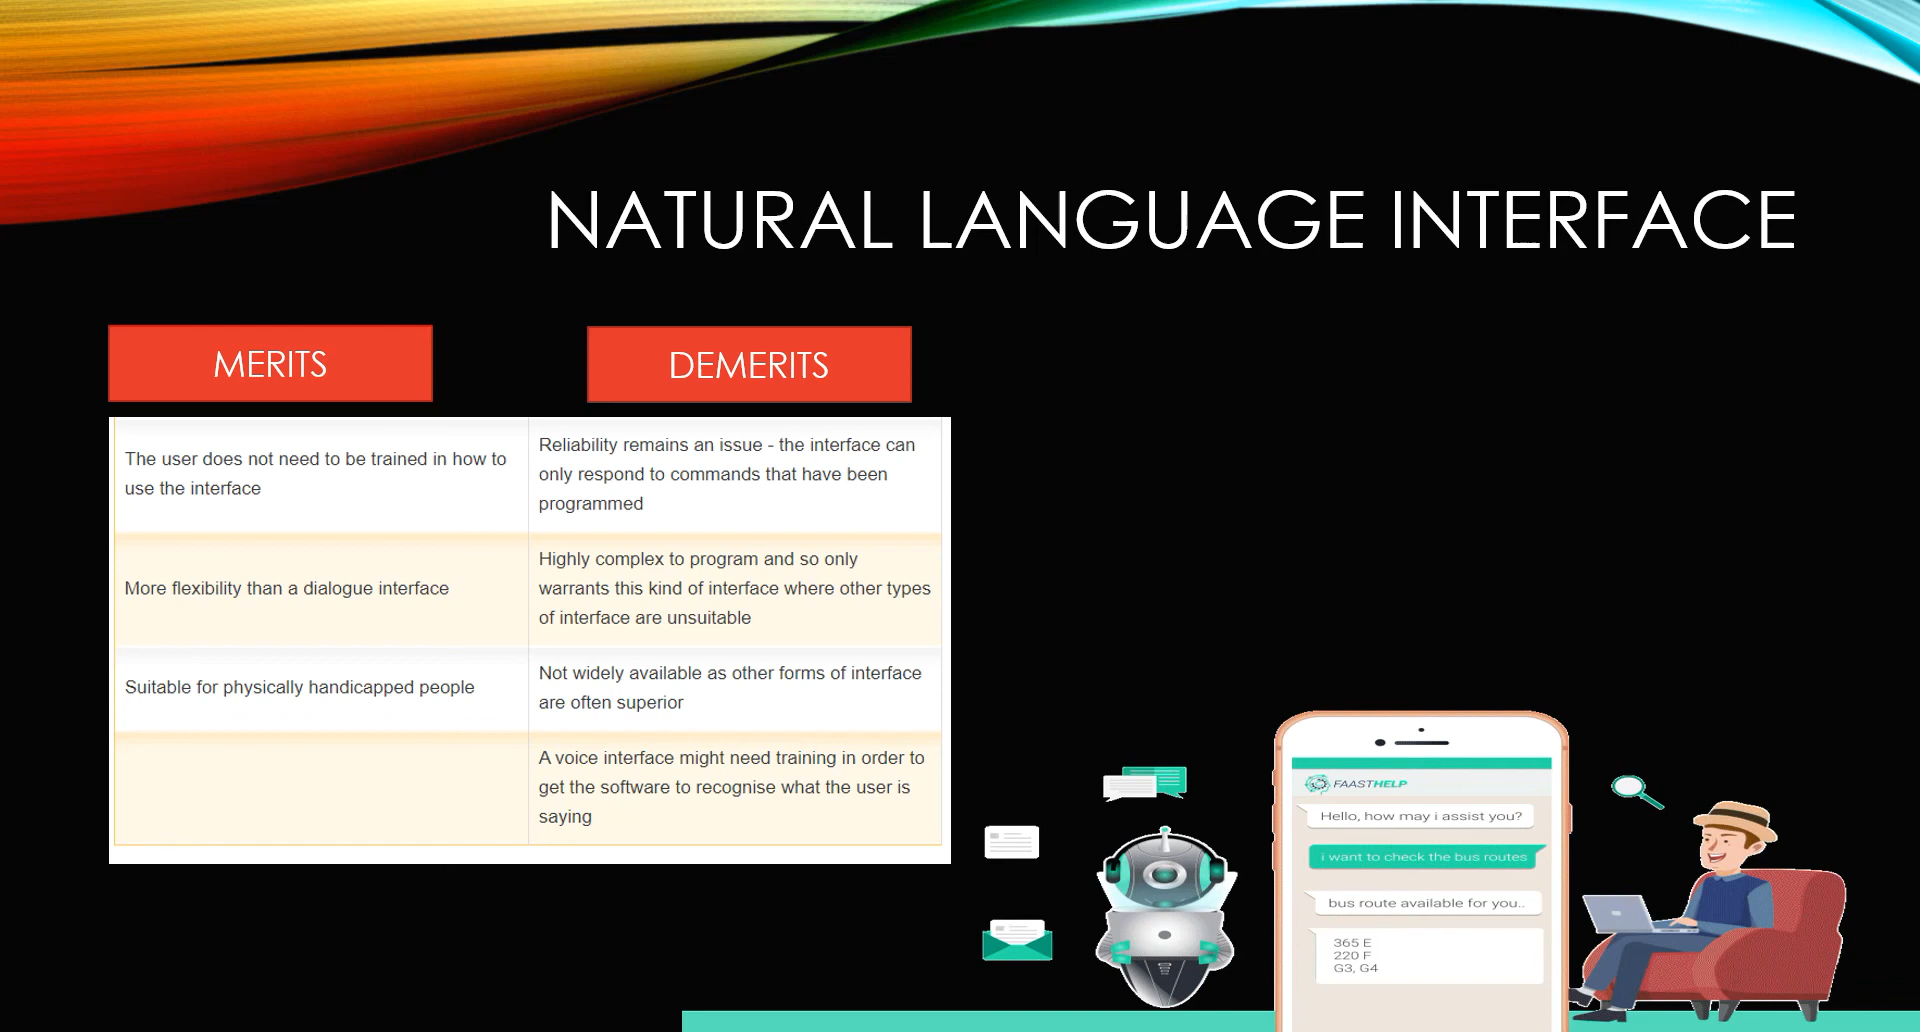 NATURAL LANGUAGE INTERFACE
MERITS
DEMERITS
The user does not need to be trained in how to
use the interface
Reliability remains an issue - the interface can
only respond to commands that have been
programmed
More flexibility than a dialogue interface
Highly complex to program and so only
warrants this kind of interface where other types
of interface are unsuitable
Suitable for physically handicapped people
Not widely available as other forms of interface
are often superior
A voice interface might need training in order to
get the software to recognise what the user is
saying
FAASTHELP
Hello, how may i assist you?
i want to check the bus routes
bus route available for you..
365 E
220 F
G3, G4